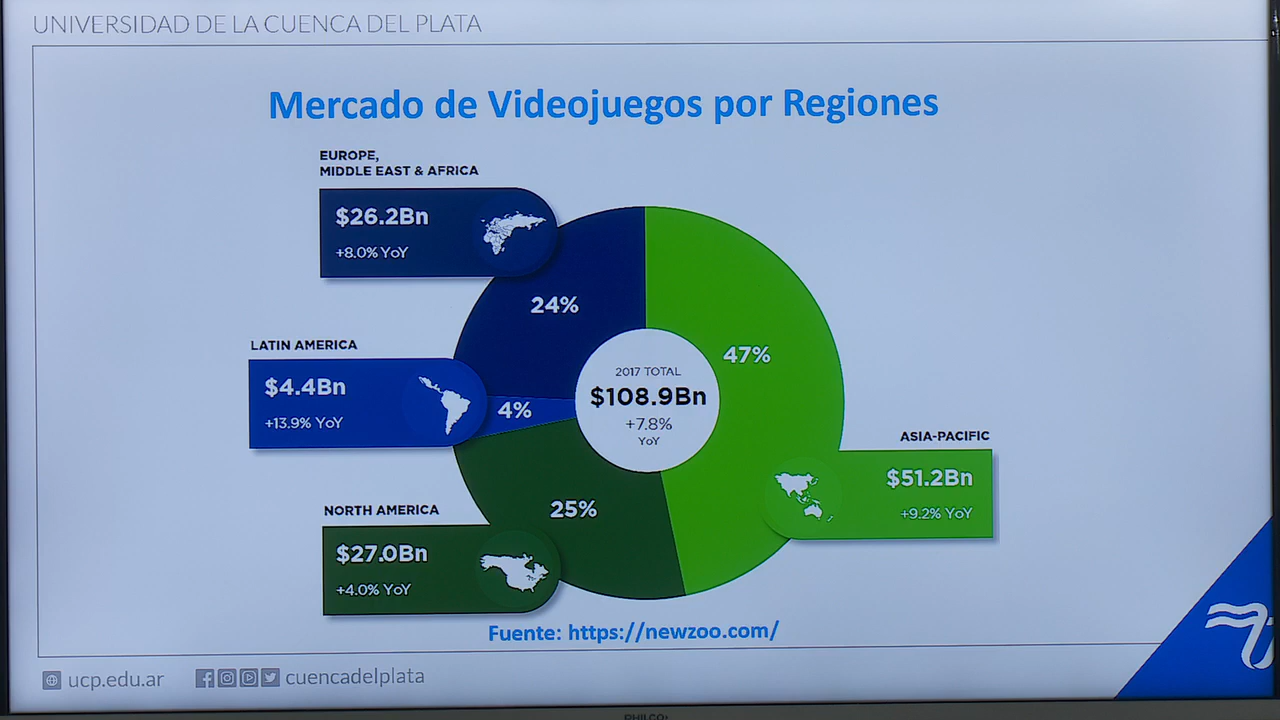 UNIVERSIDAD DE LA CUENCA DEL PLATA
Mercado de Videojuegos por Regiones
EUROPE,
MIDDLE EAST & AFRICA
$26.2Bn
+8.0% YoY
24%
47%
LATIN AMERICA
$4.4Bn
+13.9% YoY
4%
2017 TOTAL
$108.9Bn
+7.8%
YoY
ASIA-PACIFIC
$51.2Bn
+9.2% YoY
NORTH AMERICA
$27.0Bn
+4.0% YoY
25%
Fuente: https://newzoo.com/
ucp.edu.ar
cuencadelplata
PHILCO